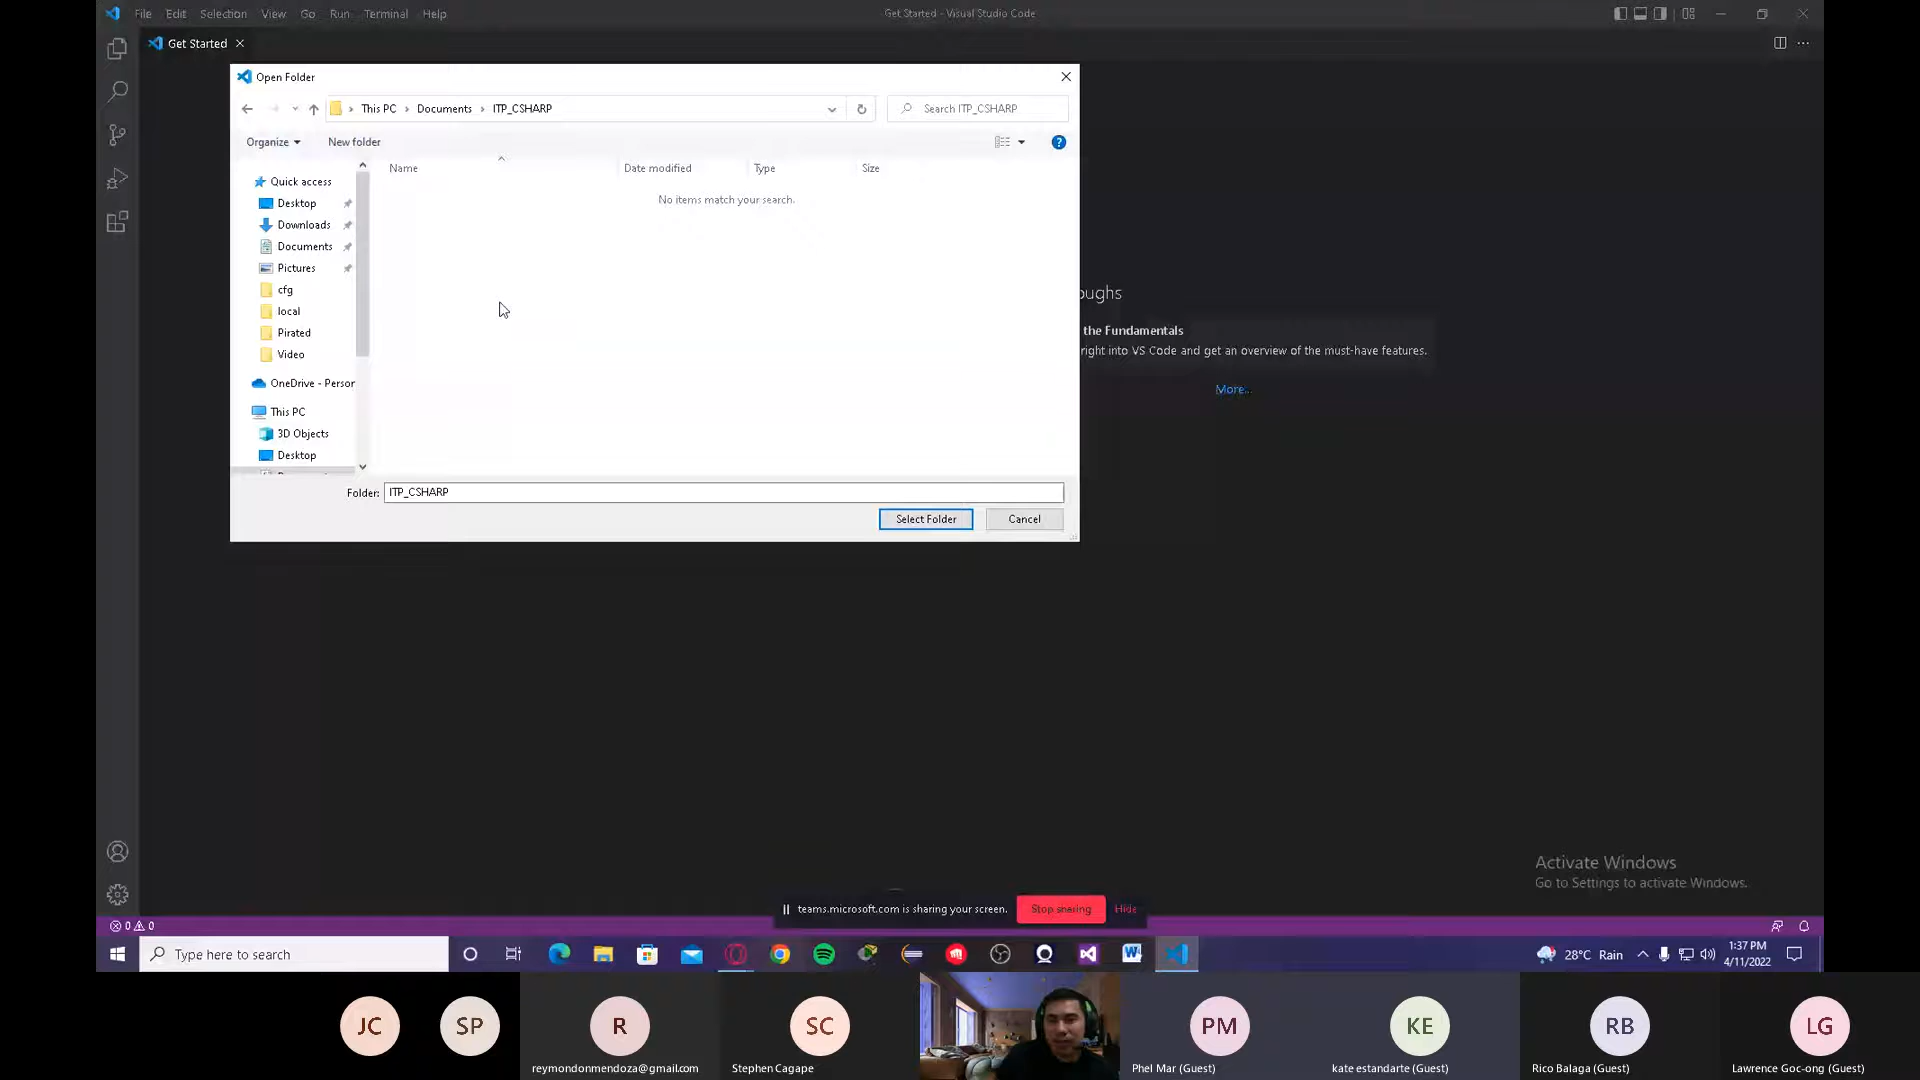 File Edit Selection View Go Run Terminal Help
Get Started - Visual Studio Code
Get Started
Open Folder
This PC > Documents > ITP_CSHARP
Search ITP_CSHARP
Organize
New folder
Name
Date modified
Type
Size
No items match your search.
Quick access
Desktop
Downloads
Documents
Pictures
cfg
local
Pirated
Video
OneDrive - Person
This PC
3D Objects
Desktop
Folder: ITP_CSHARP
Select Folder
Cancel
oughs
the Fundamentals
right into VS Code and get an overview of the must-have features.
More...
Activate Windows
Go to Settings to activate Windows.
teams.microsoft.com is sharing your screen.
Stop sharing
Hide
0 0
Type here to search
28°C Rain
1:37 PM
4/11/2022
JC
SP
R
SC
PM
KE
RB
LG
reymondonmendoza@gmail.com
Stephen Cagape
Phel Mar (Guest)
kate estandarte (Guest)
Rico Balaga (Guest)
Lawrence Goc-ong (Guest)